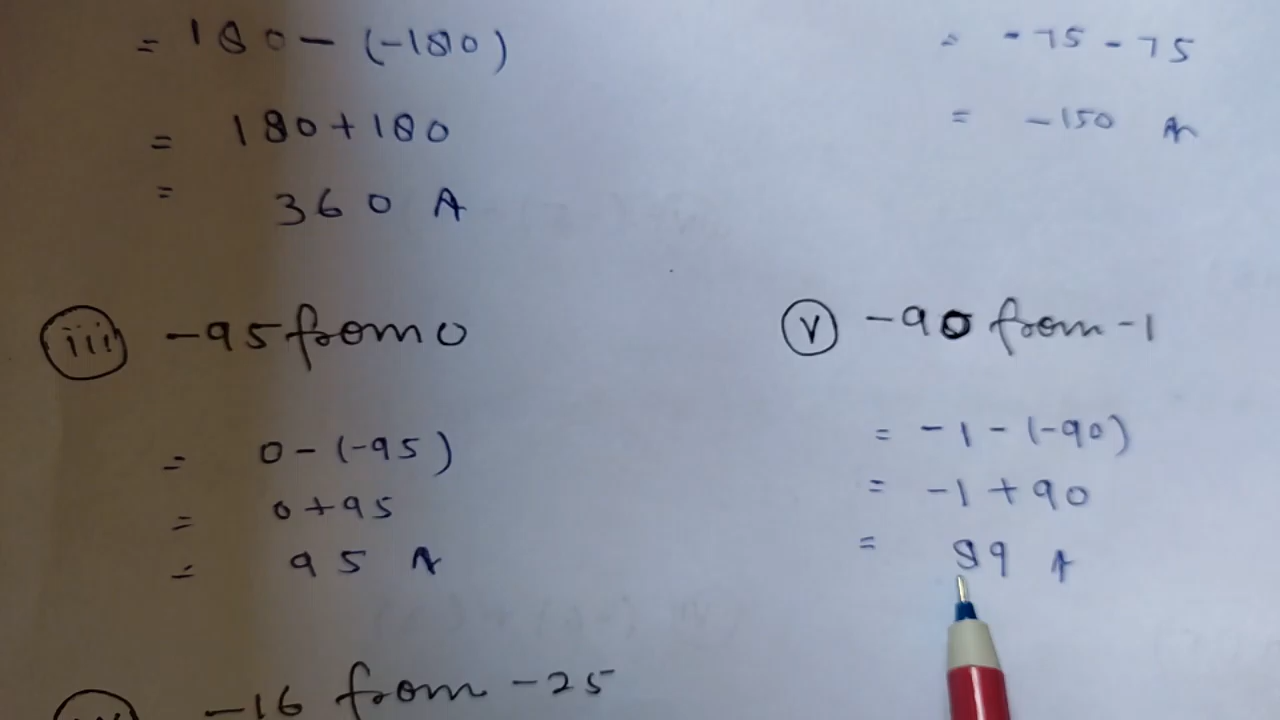 = 180 - (-180)
= 180 + 180
= 360 A
(iii) -95 from 0
= 0 - (-95)
= 0 + 95
= 95 A
-16 from -25
= -75 - 75
= -150 An
(v) -90 from -1
= -1 - (-90)
= -1 + 90
= 89 A